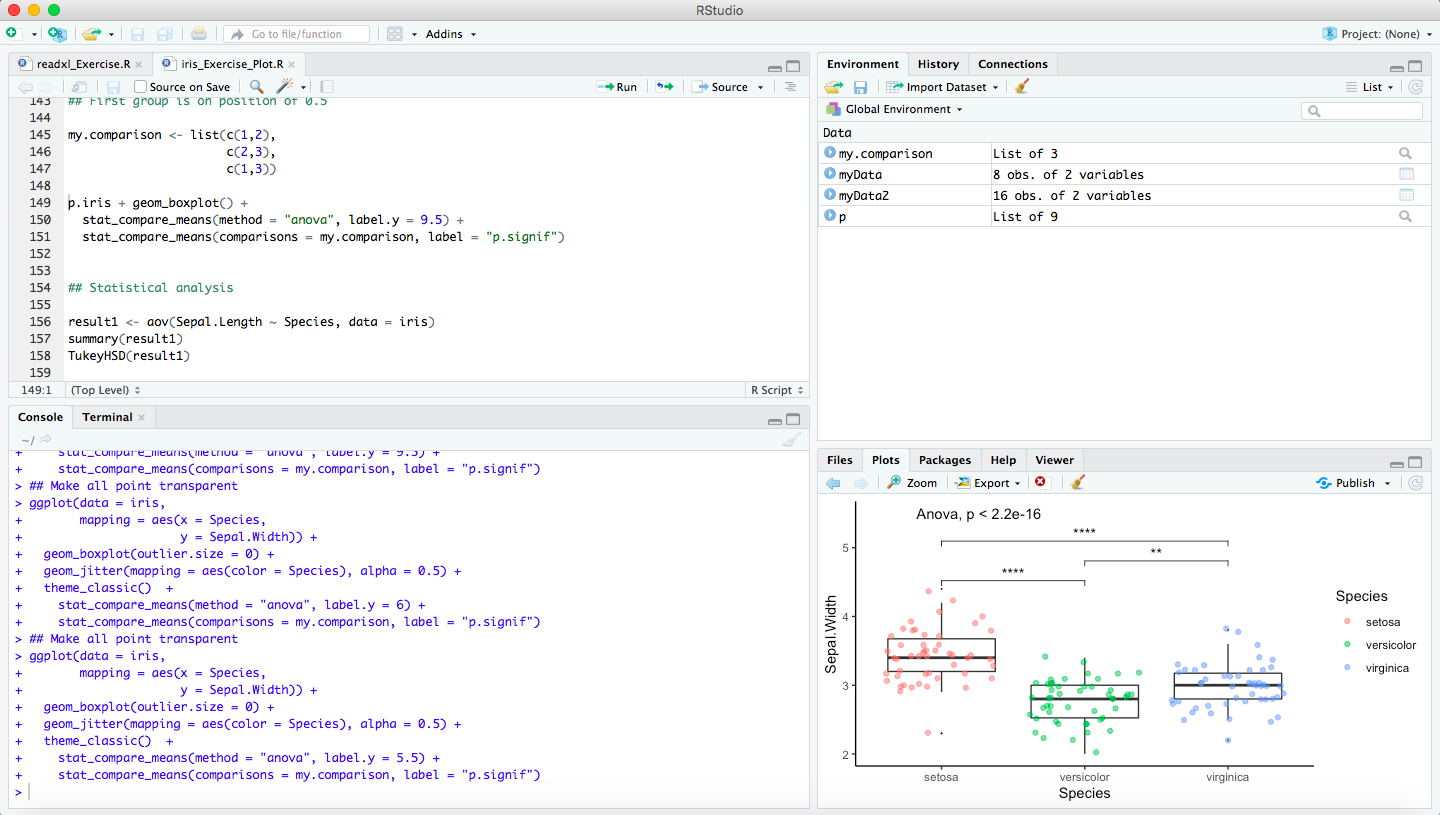 RStudio
Go to file/function
Addins
Project: (None)
readxl_Exercise.R
iris_Exercise_Plot.R
Source on Save
Run
Source
143 ## First group is on position of 0.5
144
145 my.comparison <- list(c(1,2),
146                       c(2,3),
147                       c(1,3))
148
149 p.iris + geom_boxplot() +
150   stat_compare_means(method = "anova", label.y = 9.5) +
151   stat_compare_means(comparisons = my.comparison, label = "p.signif")
152
153
154 ## Statistical analysis
155
156 result1 <- aov(Sepal.Length ~ Species, data = iris)
157 summary(result1)
158 TukeyHSD(result1)
159
149:1 (Top Level) R Script
Console Terminal
~/
+     stat_compare_means(method = "anova", label.y = 9.5) +
+     stat_compare_means(comparisons = my.comparison, label = "p.signif")
> ## Make all point transparent
> ggplot(data = iris,
+        mapping = aes(x = Species,
+                      y = Sepal.Width)) +
+   geom_boxplot(outlier.size = 0) +
+   geom_jitter(mapping = aes(color = Species), alpha = 0.5) +
+   theme_classic()  +
+     stat_compare_means(method = "anova", label.y = 6) +
+     stat_compare_means(comparisons = my.comparison, label = "p.signif")
> ## Make all point transparent
> ggplot(data = iris,
+        mapping = aes(x = Species,
+                      y = Sepal.Width)) +
+   geom_boxplot(outlier.size = 0) +
+   geom_jitter(mapping = aes(color = Species), alpha = 0.5) +
+   theme_classic()  +
+     stat_compare_means(method = "anova", label.y = 5.5) +
+     stat_compare_means(comparisons = my.comparison, label = "p.signif")
>
Environment History Connections
Import Dataset
List
Global Environment
Data
my.comparison List of 3
myData 8 obs. of 2 variables
myData2 16 obs. of 2 variables
p List of 9
Files Plots Packages Help Viewer
Zoom Export Publish
Anova, p < 2.2e-16
****
**
****
5
4
3
2
Sepal.Width
setosa versicolor virginica
Species
Species
setosa
versicolor
virginica